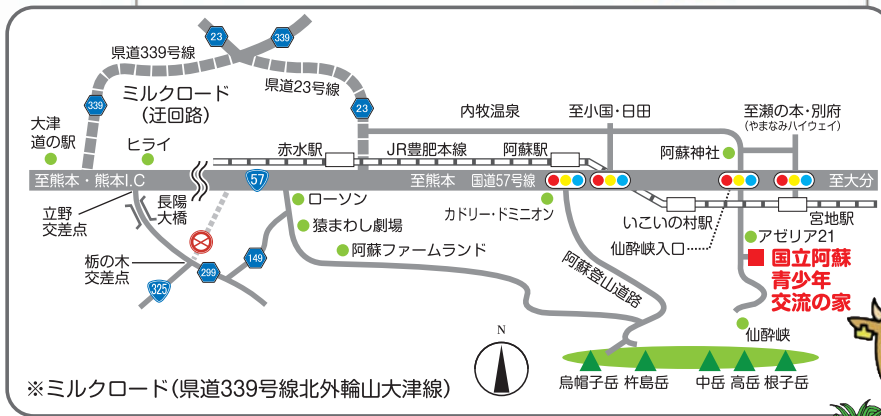 23
339
県道339号線
県道23号線
339
ミルクロード
(迂回路)
23
内牧温泉
至小国・日田
至瀬の本・別府
(やまなみハイウェイ)
大津
道の駅
ヒライ
赤水駅
JR豊肥本線
阿蘇駅
阿蘇神社
至熊本・熊本I.C
57
至熊本
国道57号線
至大分
立野
交差点
長陽
大橋
ローソン
カドリー・ドミニオン
いこいの村駅
宮地駅
猿まわし劇場
仙酔峡入口
アゼリア21
阿蘇ファームランド
栃の木
交差点
149
299
325
阿蘇登山道路
国立阿蘇
青少年
交流の家
仙酔峡
N
烏帽子岳
杵島岳
中岳
高岳
根子岳
※ミルクロード(県道339号線北外輪山大津線)